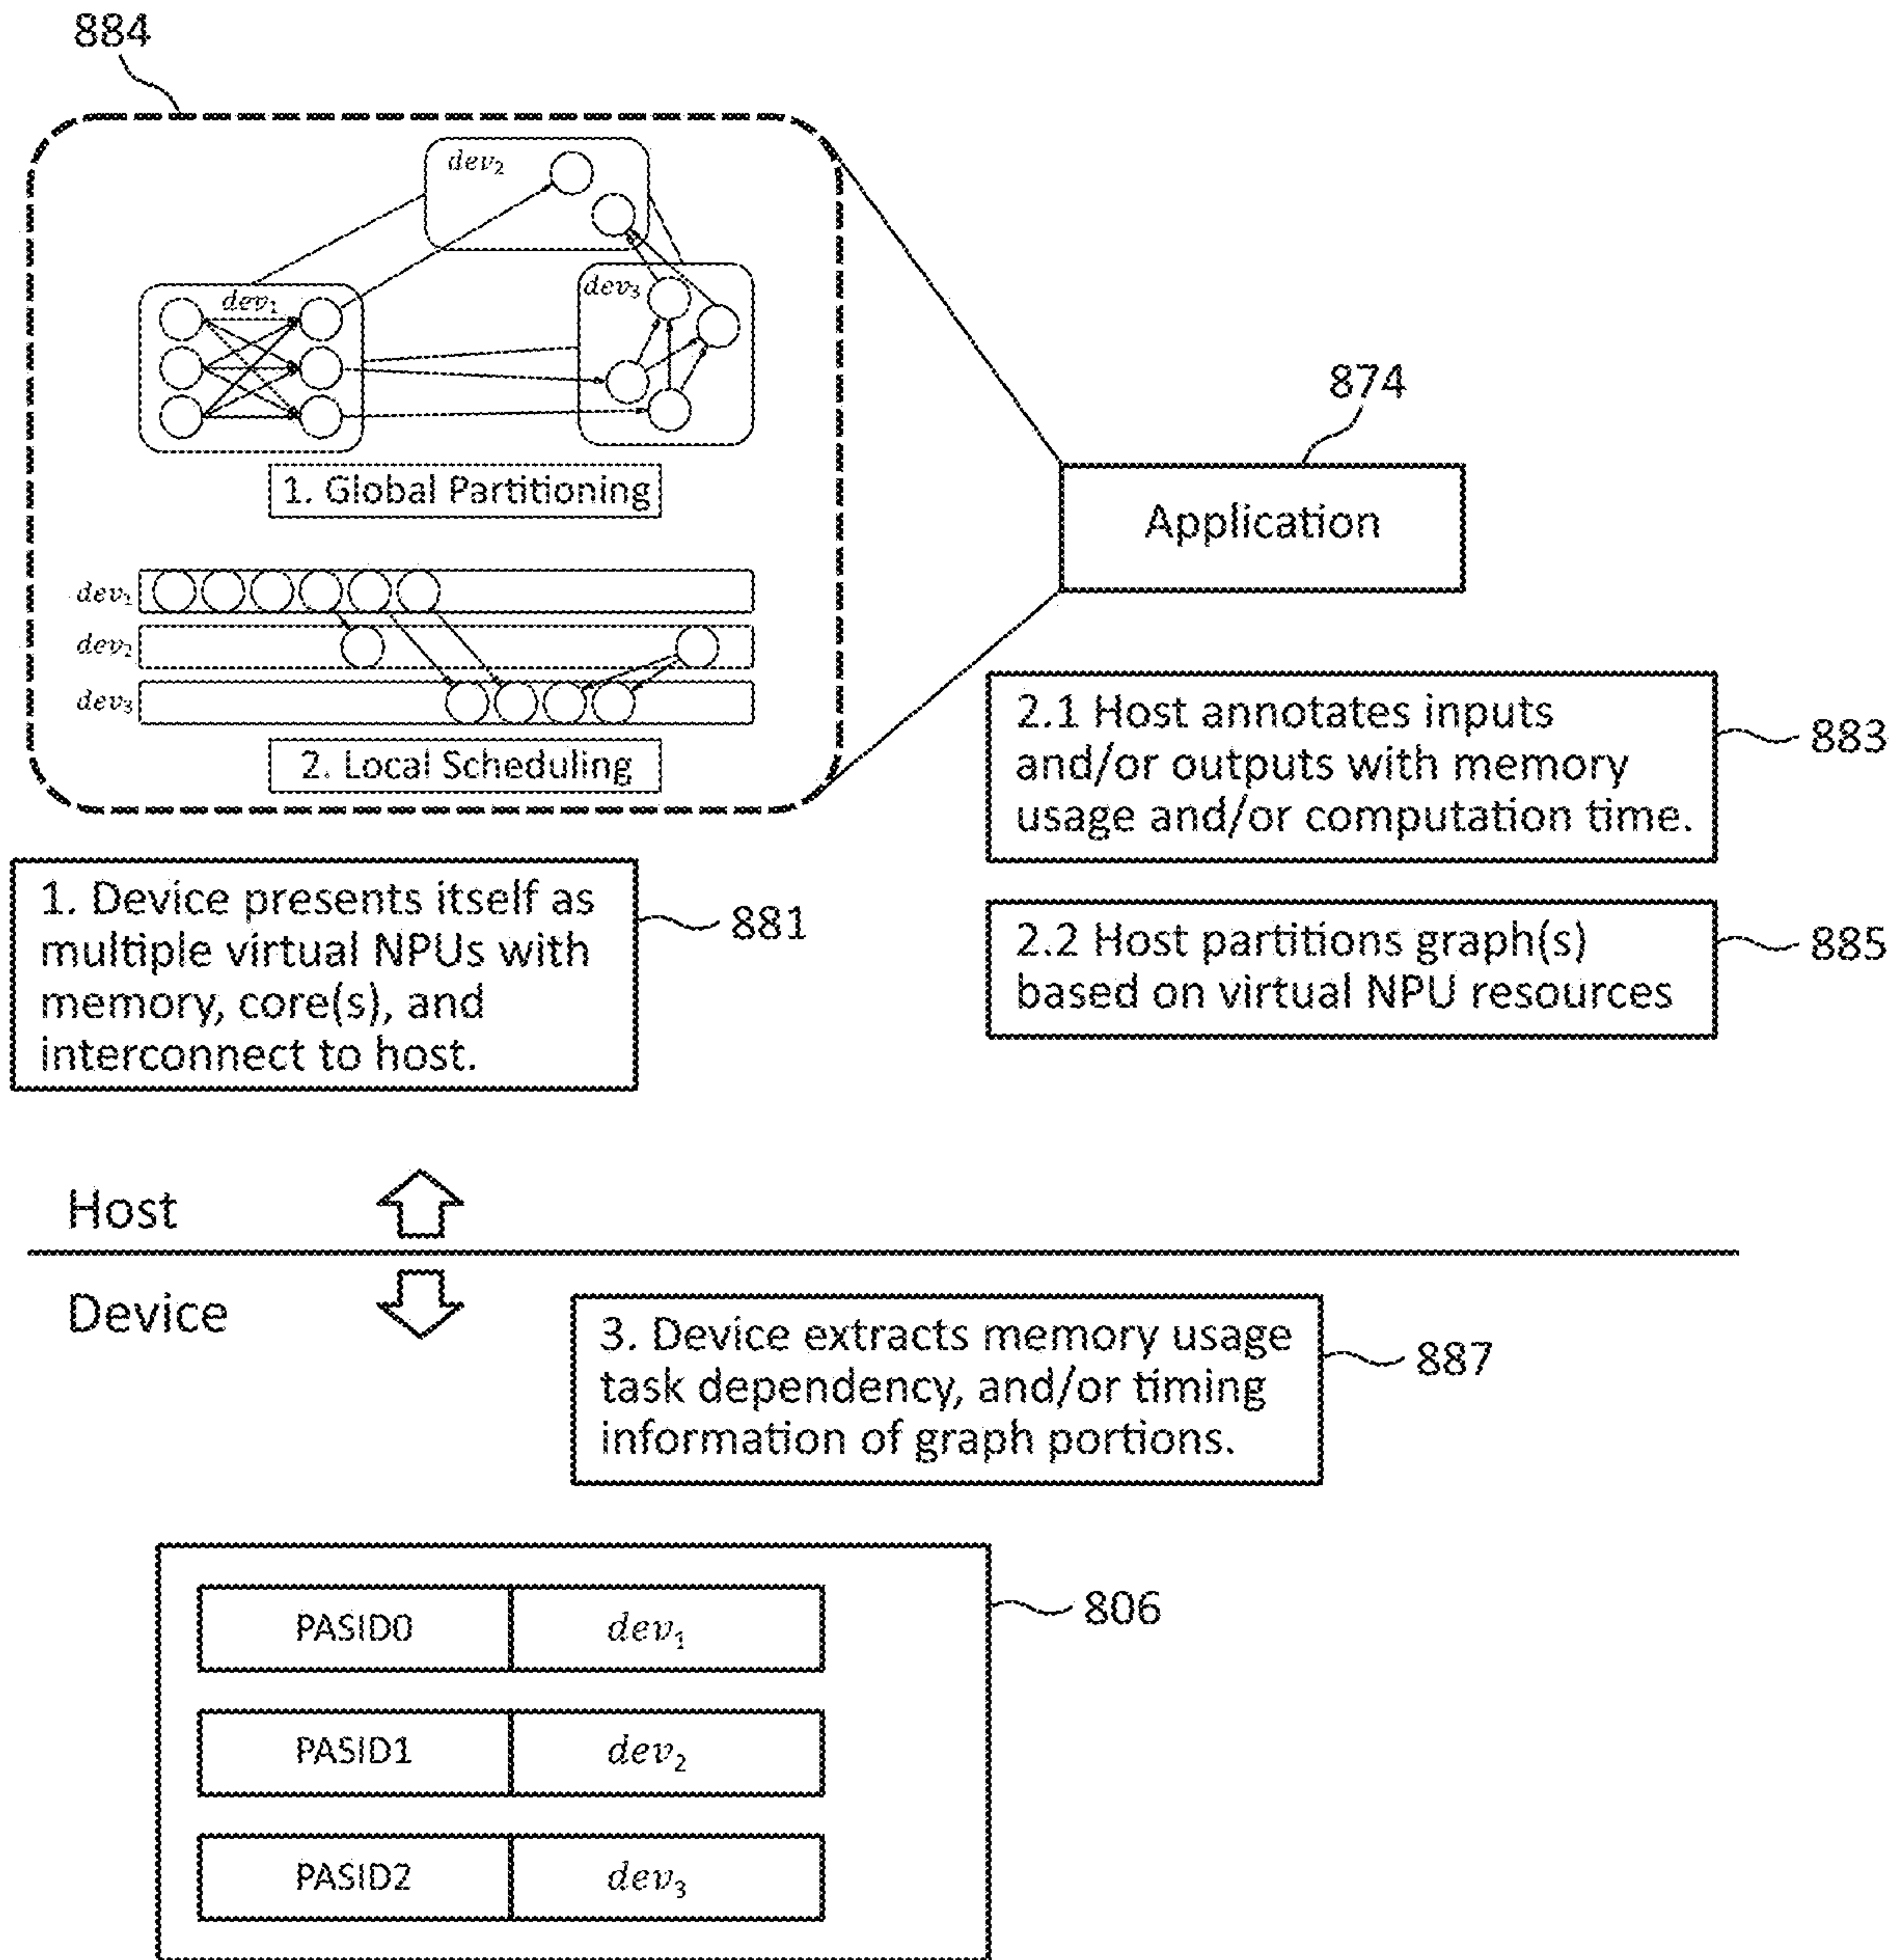 884
dev₂
dev₁
dev₃
1. Global Partitioning
dev₁
dev₂
dev₃
2. Local Scheduling
874
Application
2.1 Host annotates inputs
and/or outputs with memory
usage and/or computation time.
883
1. Device presents itself as
multiple virtual NPUs with
memory, core(s), and
interconnect to host.
881
2.2 Host partitions graph(s)
based on virtual NPU resources
885
Host
Device
3. Device extracts memory usage
task dependency, and/or timing
information of graph portions.
887
806
PASID0 dev₁
PASID1 dev₂
PASID2 dev₃